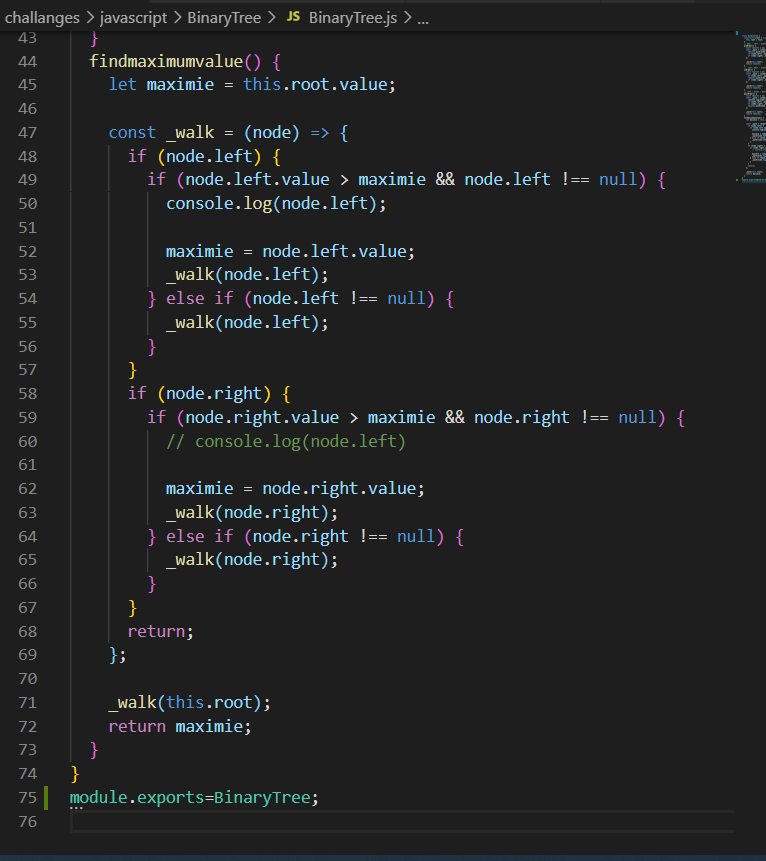 challanges > javascript > BinaryTree > JS BinaryTree.js > ...
43 }
44 findmaximumvalue() {
45 let maximie = this.root.value;
46
47 const _walk = (node) => {
48 if (node.left) {
49 if (node.left.value > maximie && node.left !== null) {
50 console.log(node.left);
51
52 maximie = node.left.value;
53 _walk(node.left);
54 } else if (node.left !== null) {
55 _walk(node.left);
56 }
57 }
58 if (node.right) {
59 if (node.right.value > maximie && node.right !== null) {
60 // console.log(node.left)
61
62 maximie = node.right.value;
63 _walk(node.right);
64 } else if (node.right !== null) {
65 _walk(node.right);
66 }
67 }
68 return;
69 };
70
71 _walk(this.root);
72 return maximie;
73 }
74 }
75 module.exports=BinaryTree;
76